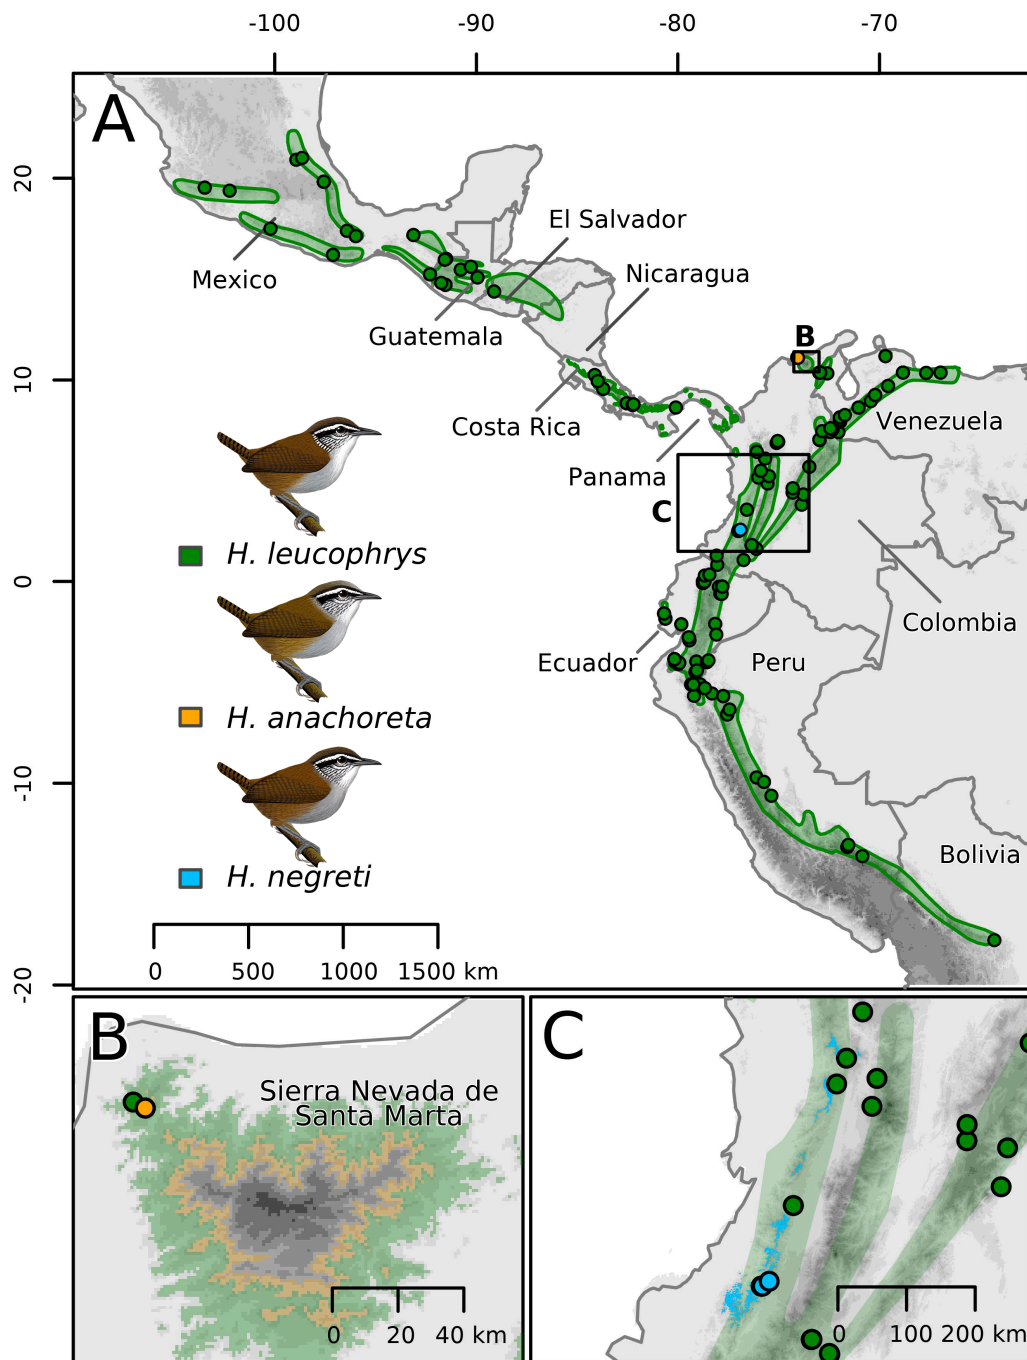 -100 -90 -80 -70
A
20
El Salvador
Nicaragua
Mexico
Guatemala
B
10
Costa Rica
Venezuela
Panama
C
H. leucophrys
0
Colombia
Ecuador
Peru
H. anachoreta
-10
Bolivia
H. negreti
0 500 1000 1500 km
-20
B
Sierra Nevada de
Santa Marta
0 20 40 km
C
0 100 200 km